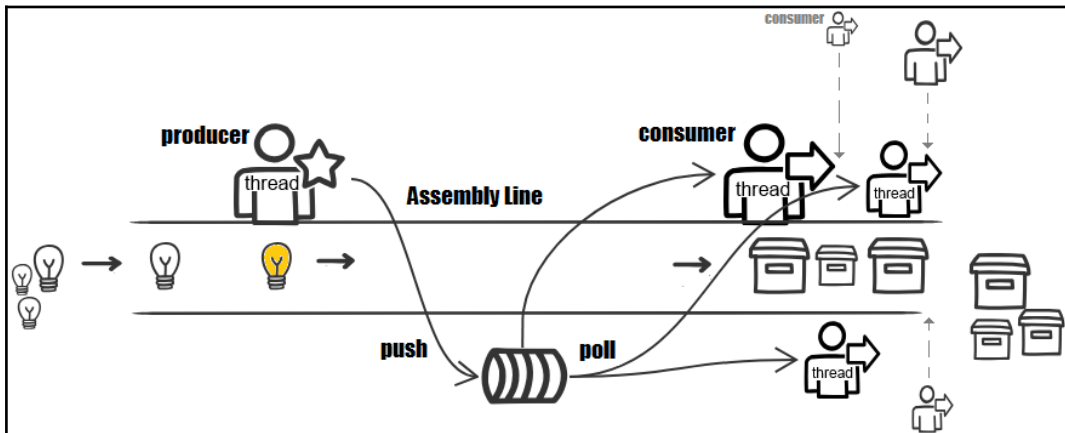 consumer
producer
consumer
thread
thread
thread
Assembly Line
push
poll
thread